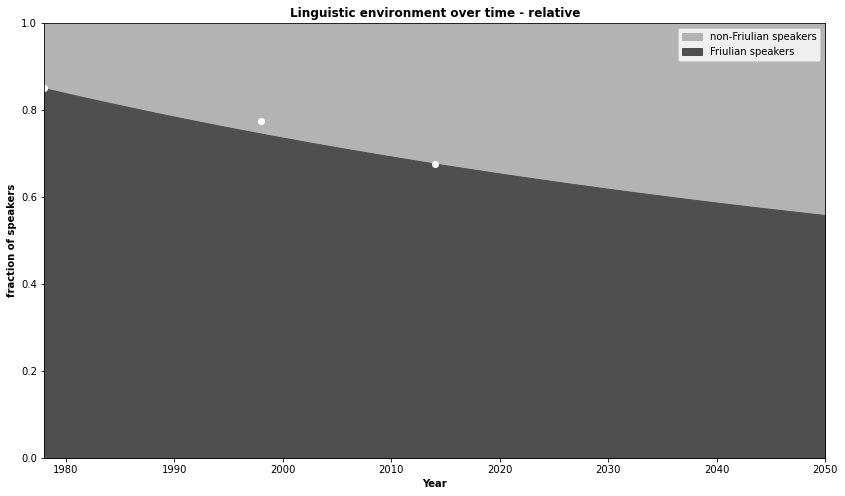 Linguistic environment over time - relative
1.0
0.8
0.6
0.4
0.2
0.0
fraction of speakers
non-Friulian speakers
Friulian speakers
1980 1990 2000 2010 2020 2030 2040 2050
Year